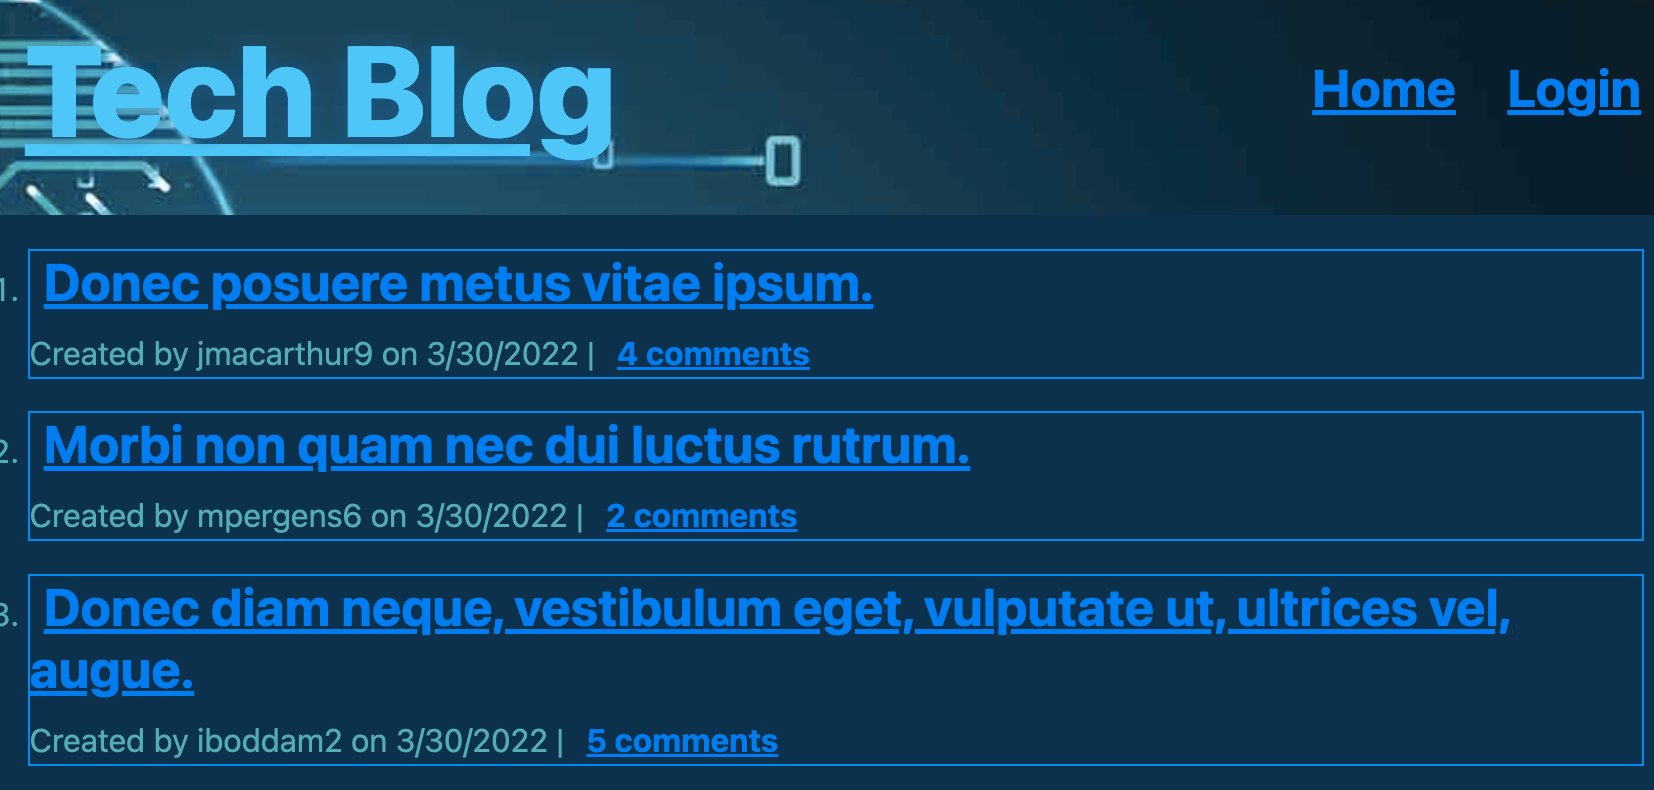 Tech Blog
Home Login
1. Donec posuere metus vitae ipsum.
Created by jmacarthur9 on 3/30/2022 | 4 comments
2. Morbi non quam nec dui luctus rutrum.
Created by mpergens6 on 3/30/2022 | 2 comments
3. Donec diam neque, vestibulum eget, vulputate ut, ultrices vel,
augue.
Created by iboddam2 on 3/30/2022 | 5 comments